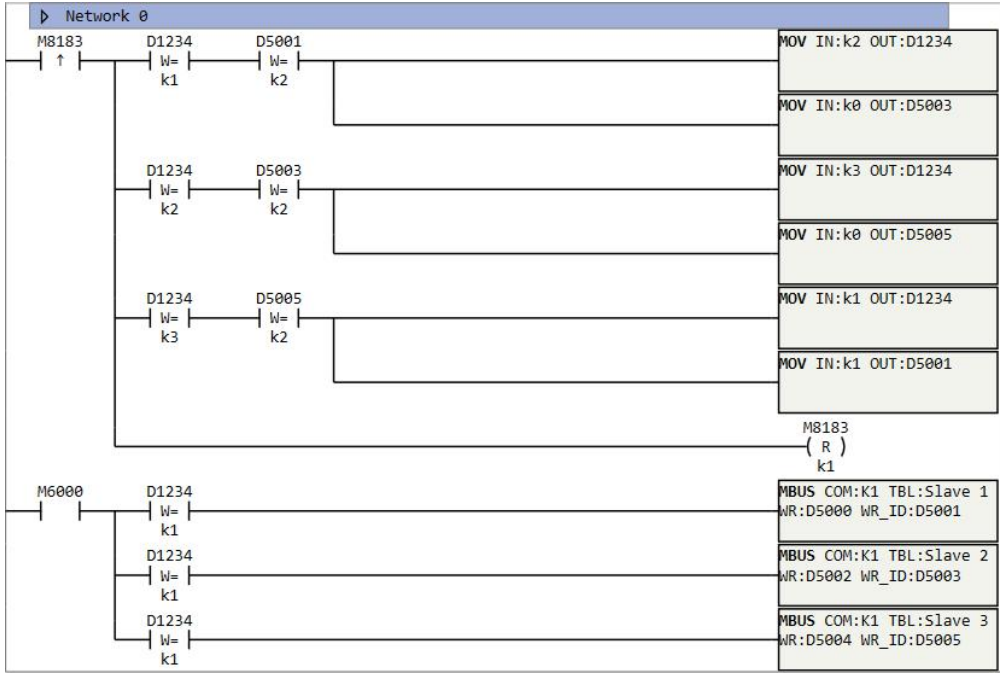 Network 0
M8183 D1234 D5001 MOV IN:k2 OUT:D1234
↑ W= W=
k1 k2
MOV IN:k0 OUT:D5003
D1234 D5003 MOV IN:k3 OUT:D1234
W= W=
k2 k2
MOV IN:k0 OUT:D5005
D1234 D5005 MOV IN:k1 OUT:D1234
W= W=
k3 k2
MOV IN:k1 OUT:D5001
M8183
R
k1
M6000 D1234 MBUS COM:K1 TBL:Slave 1
W= WR:D5000 WR_ID:D5001
k1
D1234 MBUS COM:K1 TBL:Slave 2
W= WR:D5002 WR_ID:D5003
k1
D1234 MBUS COM:K1 TBL:Slave 3
W= WR:D5004 WR_ID:D5005
k1